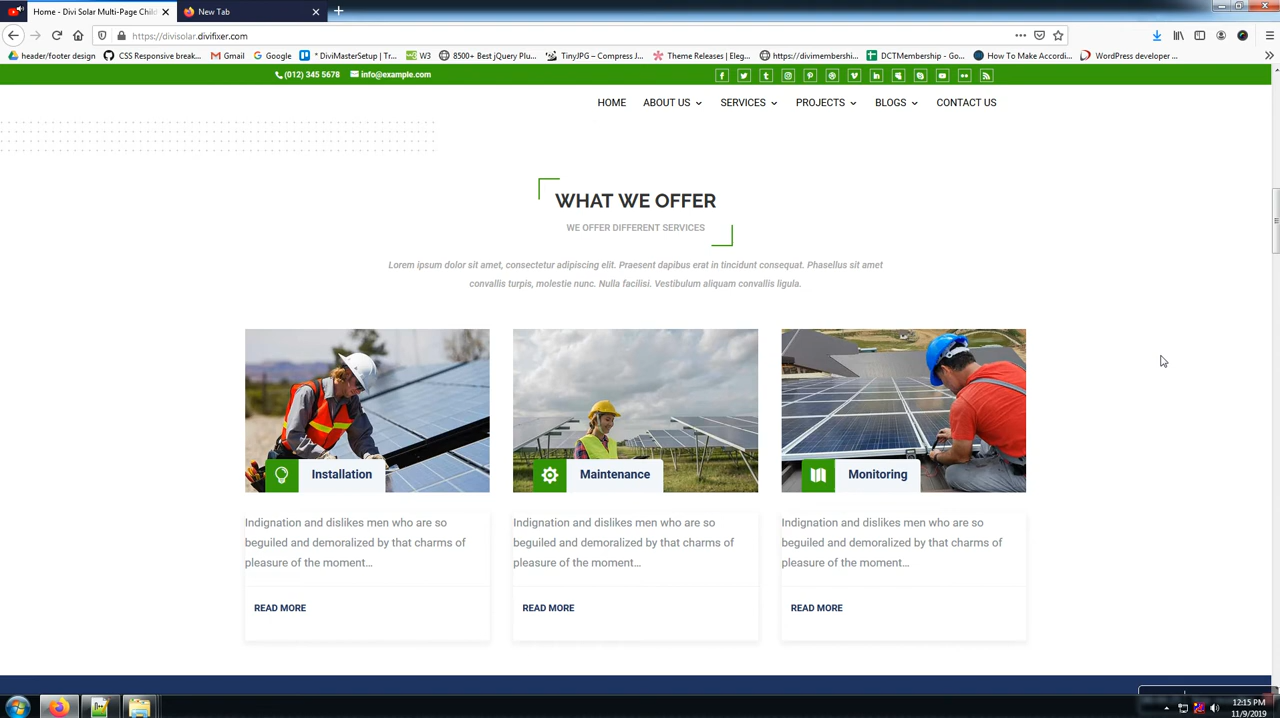 Home - Divi Solar Multi-Page Child
New Tab
https://divisolar.divifixer.com
header/footer design
CSS Responsive break...
Gmail
Google
* DiviMasterSetup | Tr...
W3
8500+ Best jQuery Plu...
TinyJPG – Compress J...
Theme Releases | Eleg...
https://divimembershi...
DCTMembership - Go...
How To Make Accordi...
WordPress developer ...
(012) 345 5678 info@example.com
HOME ABOUT US SERVICES PROJECTS BLOGS CONTACT US
WHAT WE OFFER
WE OFFER DIFFERENT SERVICES
Lorem ipsum dolor sit amet, consectetur adipiscing elit. Praesent dapibus erat in tincidunt consequat. Phasellus sit amet
convallis turpis, molestie nunc. Nulla facilisi. Vestibulum aliquam convallis ligula.
Installation
Indignation and dislikes men who are so
beguiled and demoralized by that charms of
pleasure of the moment...
READ MORE
Maintenance
Indignation and dislikes men who are so
beguiled and demoralized by that charms of
pleasure of the moment...
READ MORE
Monitoring
Indignation and dislikes men who are so
beguiled and demoralized by that charms of
pleasure of the moment...
READ MORE
12:15 PM
11/9/2019